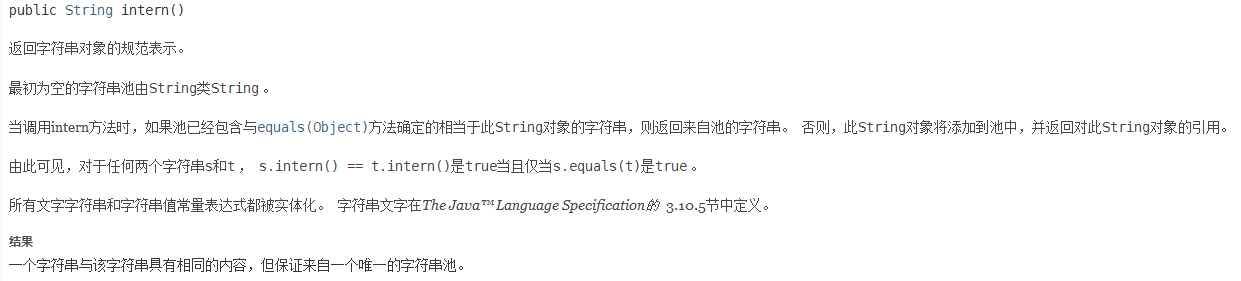 public String intern()
返回字符串对象的规范表示。
最初为空的字符串池由String类String 。
当调用intern方法时，如果池已经包含与equals(Object)方法确定的相当于此String对象的字符串，则返回来自池的字符串。 否则，此String对象将添加到池中，并返回对此String对象的引用。
由此可见，对于任何两个字符串s和t ， s.intern() == t.intern()是true当且仅当s.equals(t)是true 。
所有文字字符串和字符串值常量表达式都被实体化。 字符串文字在The Java™ Language Specification的 3.10.5节中定义。
结果
一个字符串与该字符串具有相同的内容，但保证来自一个唯一的字符串池。